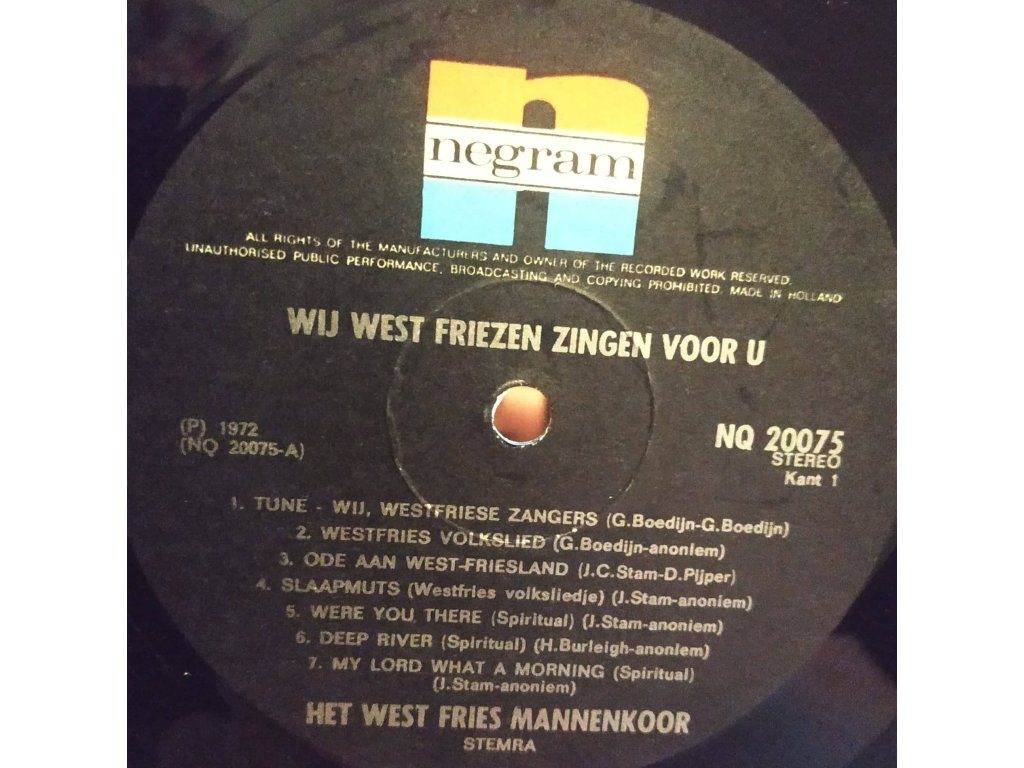 negram
ALL RIGHTS OF THE MANUFACTURERS AND OWNER OF THE RECORDED WORK RESERVED.
UNAUTHORISED PUBLIC PERFORMANCE, BROADCASTING AND COPYING PROHIBITED. MADE IN HOLLAND
WIJ WEST FRIEZEN ZINGEN VOOR U
(P) 1972
(NQ 20075-A)
NQ 20075
STEREO
Kant 1
1. TUNE - WIJ, WESTFRIESE ZANGERS (G.Boedijn-G.Boedijn)
2. WESTFRIES VOLKSLIED (G.Boedijn-anoniem)
3. ODE AAN WEST-FRIESLAND (J.C.Stam-D.Pijper)
4. SLAAPMUTS (Westfries volksliedje) (J.Stam-anoniem)
5. WERE YOU THERE (Spiritual) (J.Stam-anoniem)
6. DEEP RIVER (Spiritual) (H.Burleigh-anoniem)
7. MY LORD WHAT A MORNING (Spiritual)
(J.Stam-anoniem)
HET WEST FRIES MANNENKOOR
STEMRA